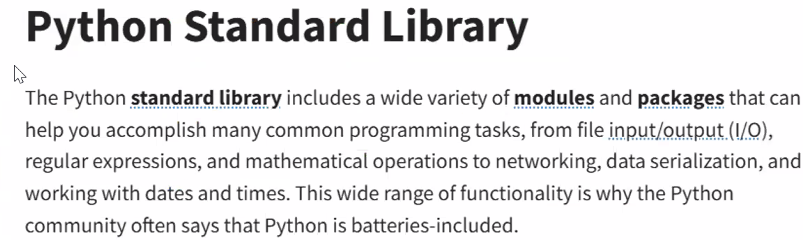 Python Standard Library
The Python standard library includes a wide variety of modules and packages that can
help you accomplish many common programming tasks, from file input/output (I/O),
regular expressions, and mathematical operations to networking, data serialization, and
working with dates and times. This wide range of functionality is why the Python
community often says that Python is batteries-included.